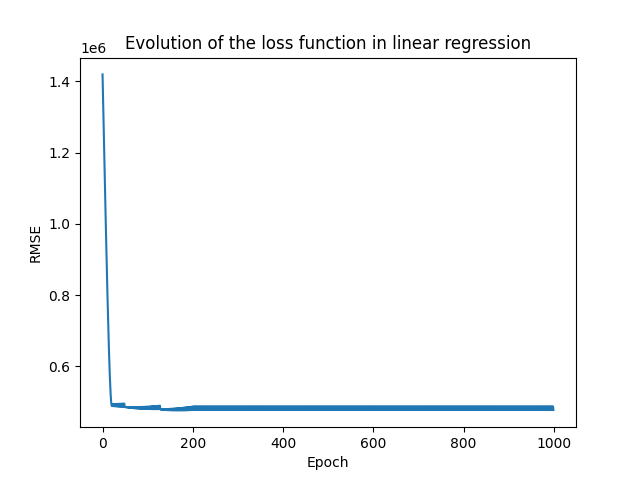 Evolution of the loss function in linear regression
1e6
1.4
1.2
1.0
0.8
0.6
RMSE
0 200 400 600 800 1000
Epoch